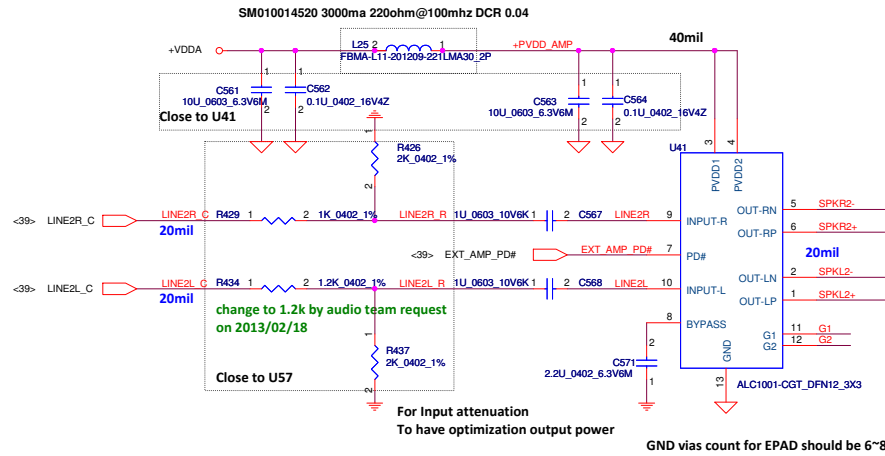 SM010014520 3000ma 220ohm@100mhz DCR 0.04
+VDDA
L25
2
1
+PVDD_AMP
40mil
FBMA-L11-201209-221LMA30_2P
1
2
C561
10U_0603_6.3V6M
1
2
C562
0.1U_0402_16V4Z
1
2
C563
10U_0603_6.3V6M
1
2
C564
0.1U_0402_16V4Z
Close to U41
U41
3
4
PVDD1
PVDD2
1
R426
2K_0402_1%
2
<39> LINE2R_C
LINE2R_C
R429
1
2
1K_0402_1%
LINE2R_R
1U_0603_10V6K
1
2
C567
LINE2R
9
INPUT-R
20mil
<39> EXT_AMP_PD#
EXT_AMP_PD#
7
PD#
<39> LINE2L_C
LINE2L_C
R434
1
2
1.2K_0402_1%
LINE2L_R
1U_0603_10V6K
1
2
C568
LINE2L
10
INPUT-L
20mil
change to 1.2k by audio team request
on 2013/02/18
8
BYPASS
OUT-RN
5
SPKR2-
OUT-RP
6
SPKR2+
20mil
OUT-LN
2
SPKL2-
OUT-LP
1
SPKL2+
G1
11
G1
G2
12
G2
GND
13
1
R437
2K_0402_1%
2
2
C571
2.2U_0402_6.3V6M
1
ALC1001-CGT_DFN12_3X3
Close to U57
For Input attenuation
To have optimization output power
GND vias count for EPAD should be 6~8